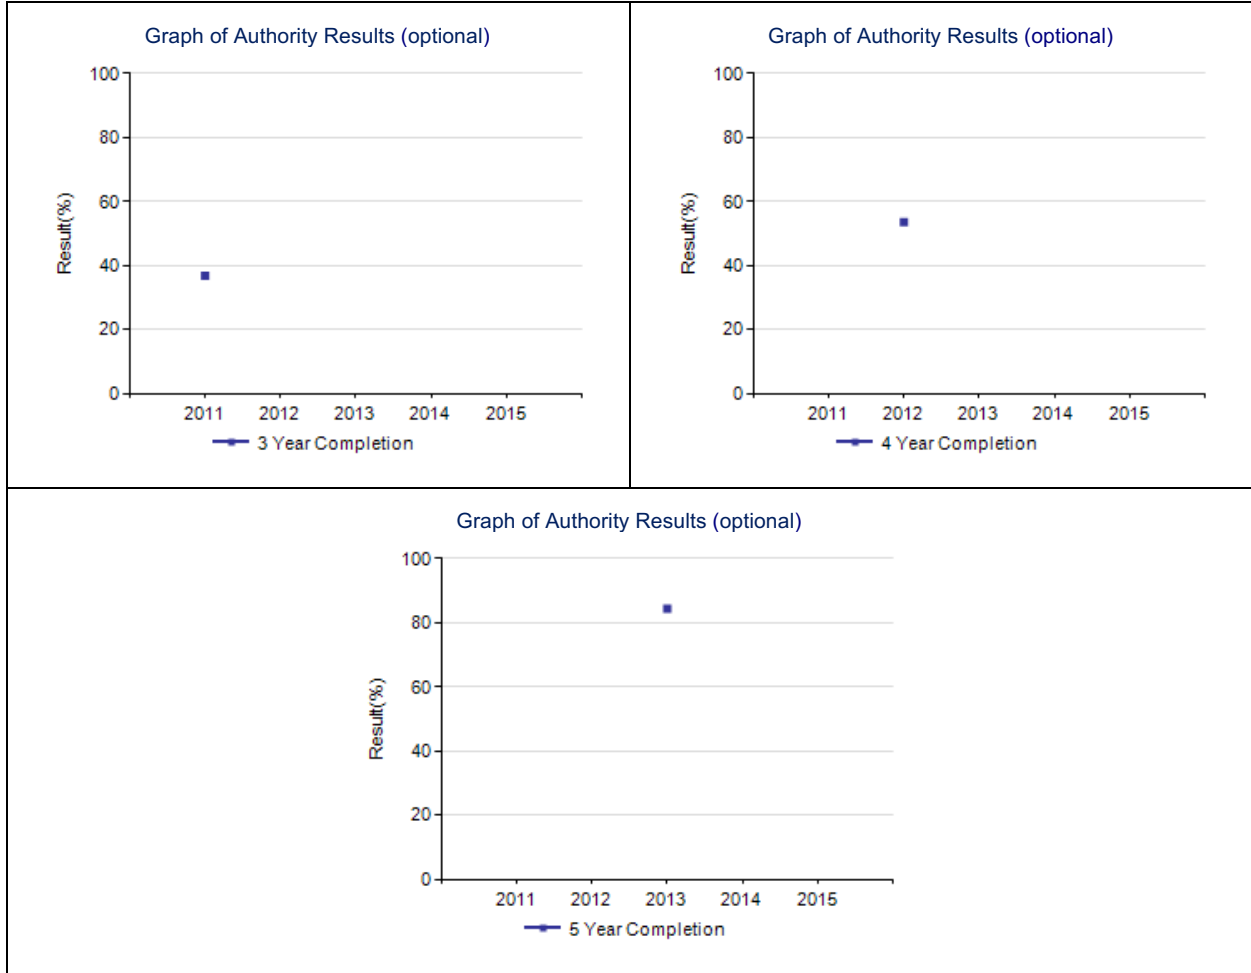 Graph of Authority Results (optional)
100
80
60
40
20
0
Result(%)
2011 2012 2013 2014 2015
3 Year Completion
Graph of Authority Results (optional)
100
80
60
40
20
0
Result(%)
2011 2012 2013 2014 2015
4 Year Completion
Graph of Authority Results (optional)
100
80
60
40
20
0
Result(%)
2011 2012 2013 2014 2015
5 Year Completion